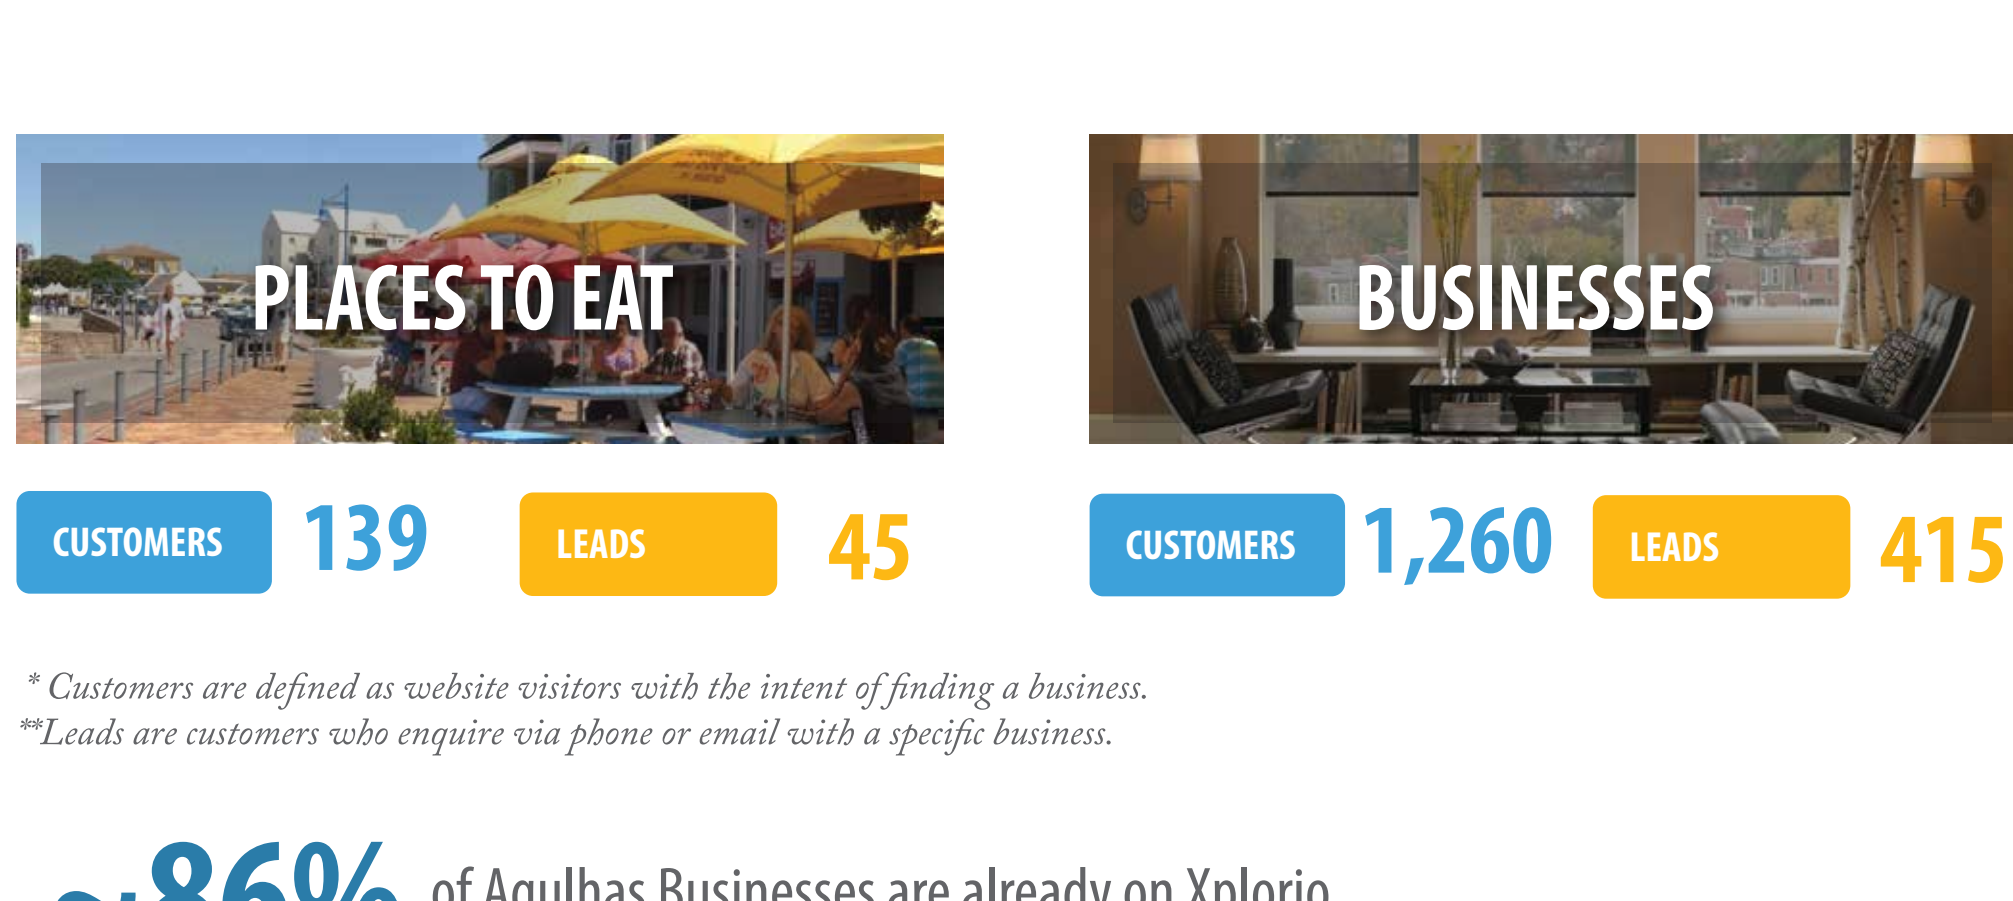 PLACES TO EAT
BUSINESSES
CUSTOMERS 139 LEADS 45
CUSTOMERS 1,260 LEADS 415
* Customers are defined as website visitors with the intent of finding a business.
**Leads are customers who enquire via phone or email with a specific business.
~86% of Agulhas Businesses are already on Xplorio